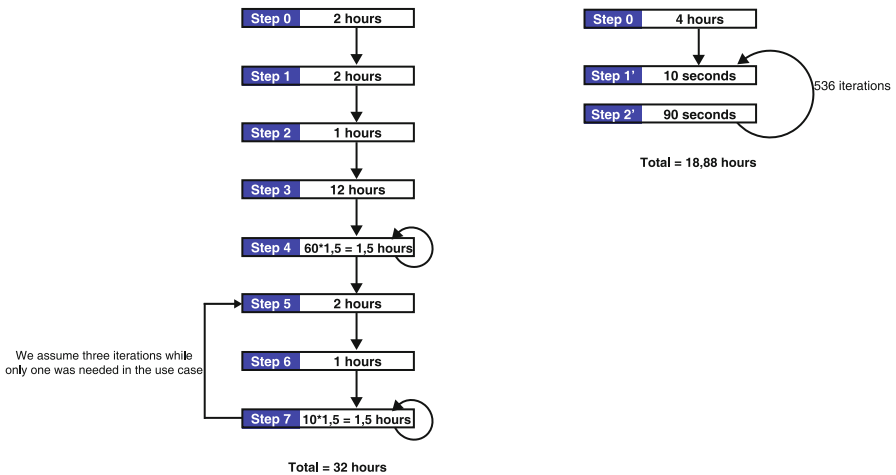 Step 0 2 hours
Step 1 2 hours
Step 2 1 hours
Step 3 12 hours
Step 4 60*1,5 = 1,5 hours
Step 5 2 hours
Step 6 1 hours
Step 7 10*1,5 = 1,5 hours
We assume three iterations while
only one was needed in the use case
Total = 32 hours
Step 0 4 hours
Step 1' 10 seconds
Step 2' 90 seconds
536 iterations
Total = 18,88 hours